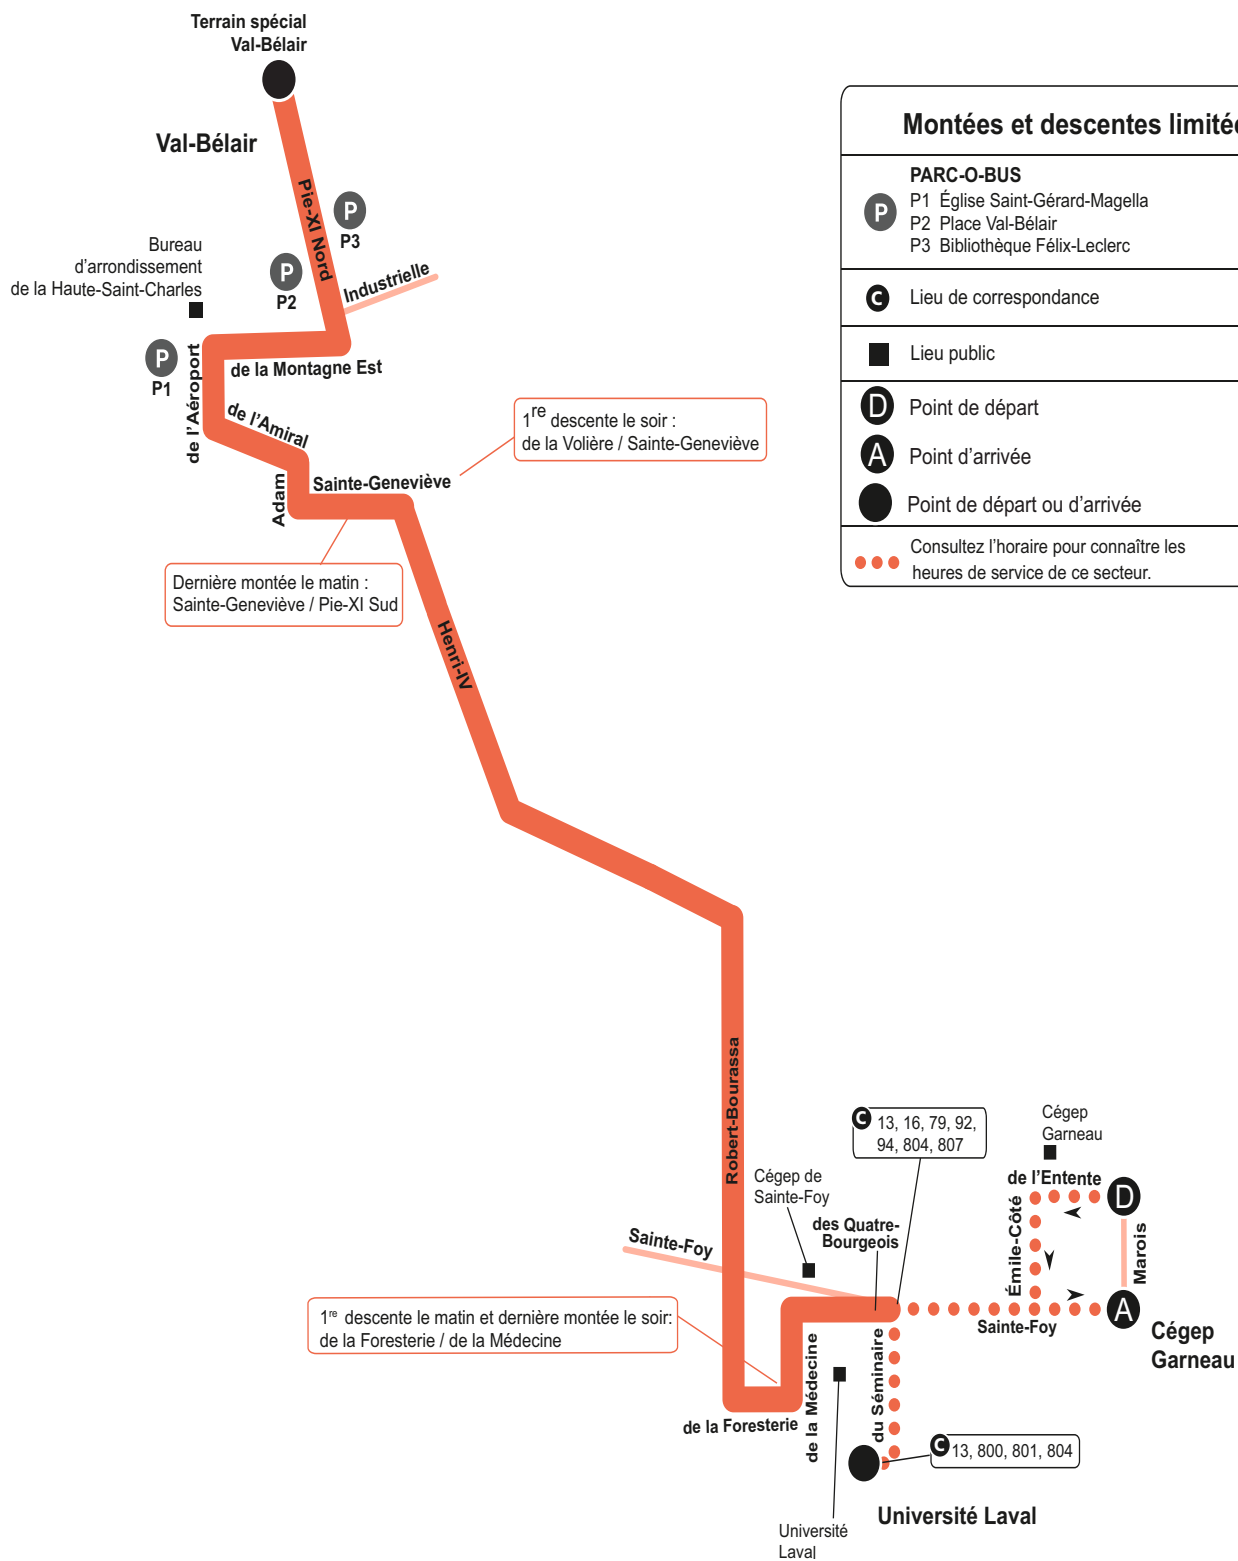 Terrain spécial
Val-Bélair
Val-Bélair
Pie-XI Nord
P
P3
P
P2
Industrielle
Bureau
d'arrondissement
de la Haute-Saint-Charles
P
P1
de l'Aéroport
de la Montagne Est
de l'Amiral
Adam
Sainte-Geneviève
1re descente le soir :
de la Volière / Sainte-Geneviève
Dernière montée le matin :
Sainte-Geneviève / Pie-XI Sud
Henri-IV
Montées et descentes limitée
PARC-O-BUS
P
P1 Église Saint-Gérard-Magella
P2 Place Val-Bélair
P3 Bibliothèque Félix-Leclerc
C Lieu de correspondance
Lieu public
D Point de départ
A Point d'arrivée
Point de départ ou d'arrivée
Consultez l'horaire pour connaître les
heures de service de ce secteur.
Robert-Bourassa
C 13, 16, 79, 92,
94, 804, 807
Cégep
Garneau
de l'Entente
D
Cégep de
Sainte-Foy
des Quatre-
Bourgeois
Sainte-Foy
Émile-Côté
Marois
A
Sainte-Foy
Cégep
Garneau
1re descente le matin et dernière montée le soir:
de la Foresterie / de la Médecine
de la Foresterie
de la Médecine
du Séminaire
C 13, 800, 801, 804
Université Laval
Université
Laval